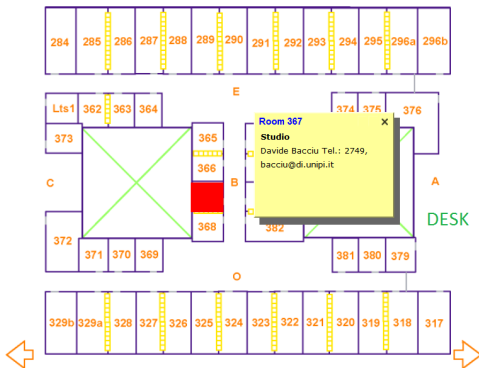 284 285 286 287 288 289 290 291 292 293 294 295 296a 296b
E
Lts1 362 363 364 374 375 376
373 365
Room 367 ×
Studio
Davide Bacciu Tel.: 2749,
bacciu@di.unipi.it
366
C B A
368 382 DESK
372 371 370 369 381 380 379
O
329b 329a 328 327 326 325 324 323 322 321 320 319 318 317